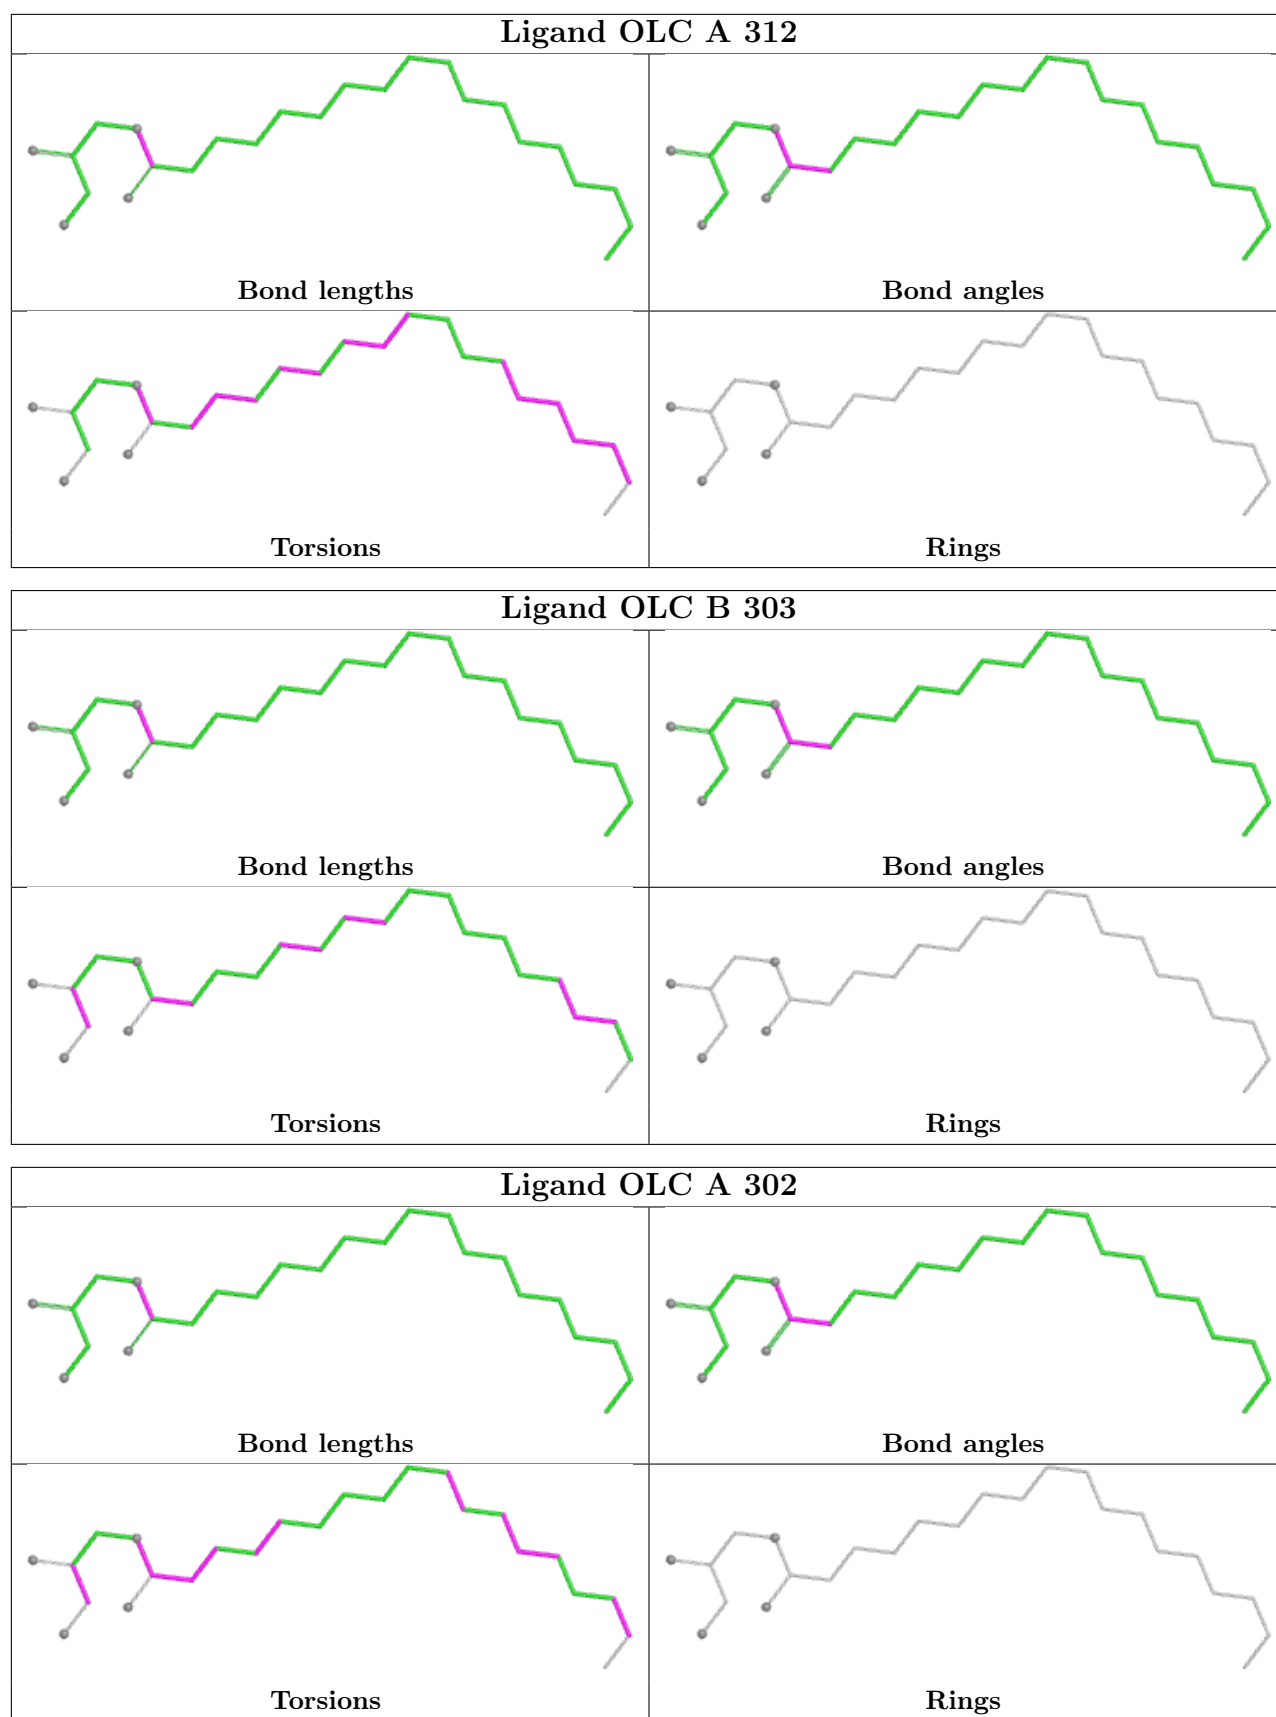 Ligand OLC A 312
Bond lengths
Bond angles
Torsions
Rings
Ligand OLC B 303
Bond lengths
Bond angles
Torsions
Rings
Ligand OLC A 302
Bond lengths
Bond angles
Torsions
Rings